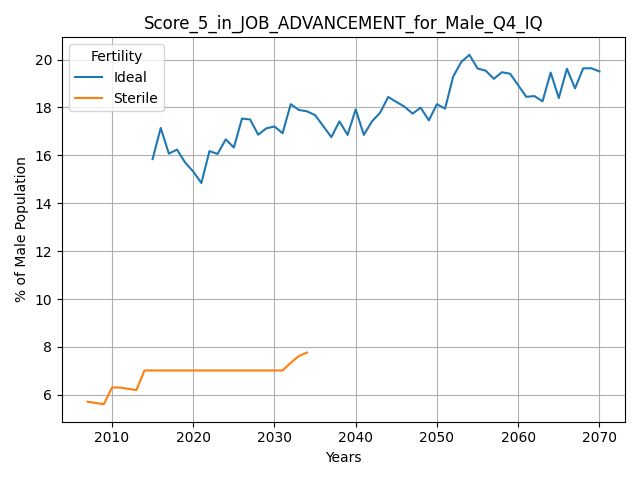 Score_5_in_JOB_ADVANCEMENT_for_Male_Q4_IQ
Fertility
Ideal
Sterile
% of Male Population
20
18
16
14
12
10
8
6
2010 2020 2030 2040 2050 2060 2070
Years